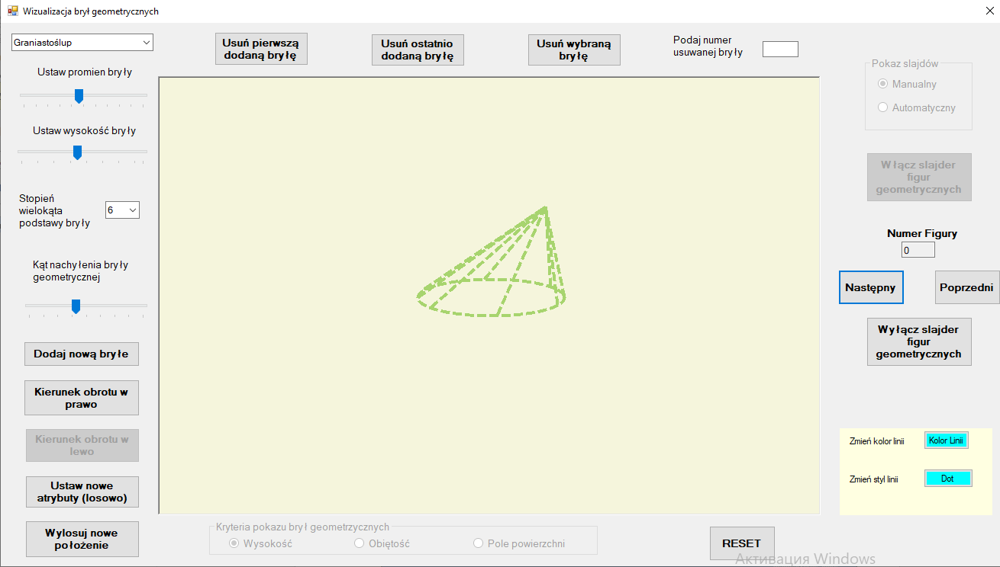 Wizualizacja brył geometrycznych
Graniastoślup
Usuń pierwszą
dodaną bryłę
Usuń ostatnio
dodaną bryłę
Usuń wybraną
bryłę
Podaj numer
usuwanej bryły
Ustaw promien bryły
Ustaw wysokość bryły
Stopień
wielokąta
podstawy bryły
6
Kąt nachylenia bryły
geometrycznej
Dodaj nową bryłe
Kierunek obrotu w
prawo
Kierunek obrotu w
lewo
Ustaw nowe
atrybuty (losowo)
Wylosuj nowe
położenie
Pokaz slajdów
Manualny
Automatyczny
Włącz slajder
figur
geometrycznych
Numer Figury
0
Następny
Poprzedni
Wyłącz slajder
figur
geometrycznych
Zmień kolor linii
Kolor Linii
Zmień styl linii
Dot
Kryteria pokazu brył geometrzycznych
Wysokość
Objętość
Pole powierzchni
RESET
Активация Windows